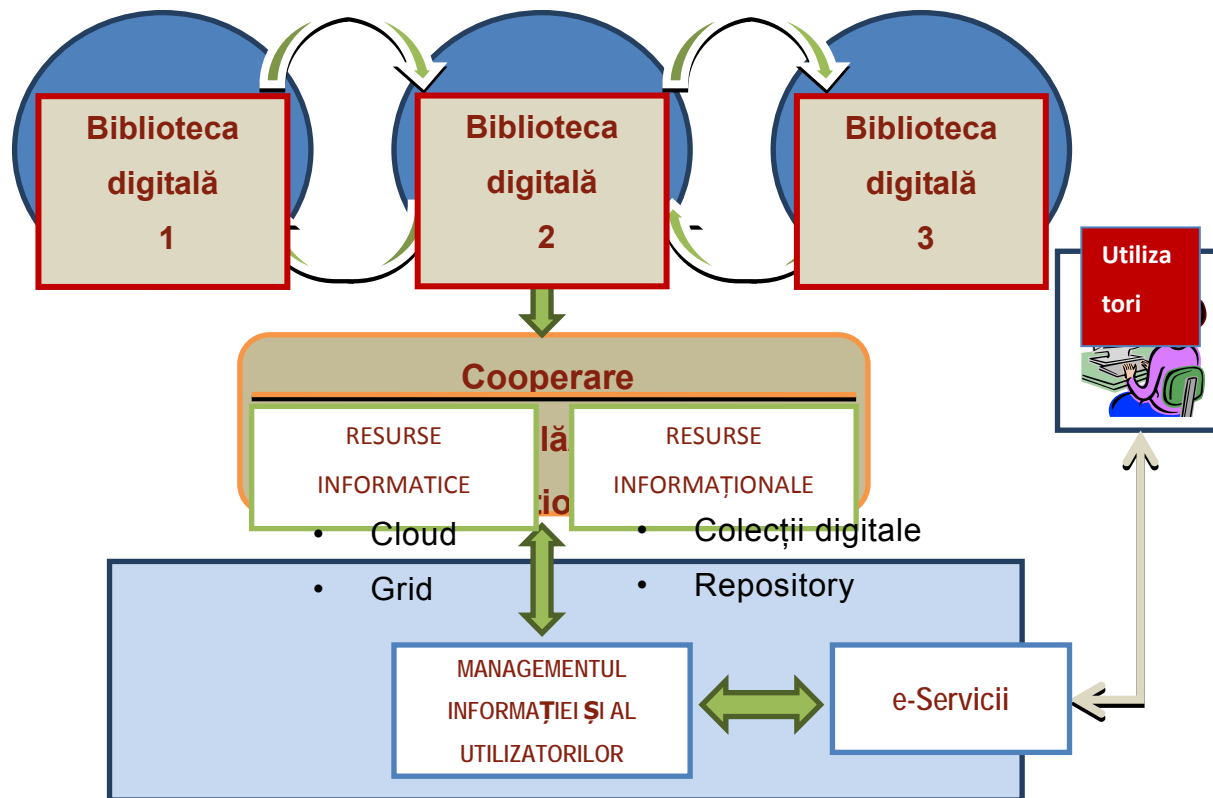 Biblioteca
digitală
1
Biblioteca
digitală
2
Biblioteca
digitală
3
Utiliza
tori
Cooperare
RESURSE
INFORMATICE
RESURSE
INFORMAȚIONALE
• Cloud
• Grid
• Colecții digitale
• Repository
MANAGEMENTUL
INFORMAȚIEI ȘI AL
UTILIZATORILOR
e-Servicii